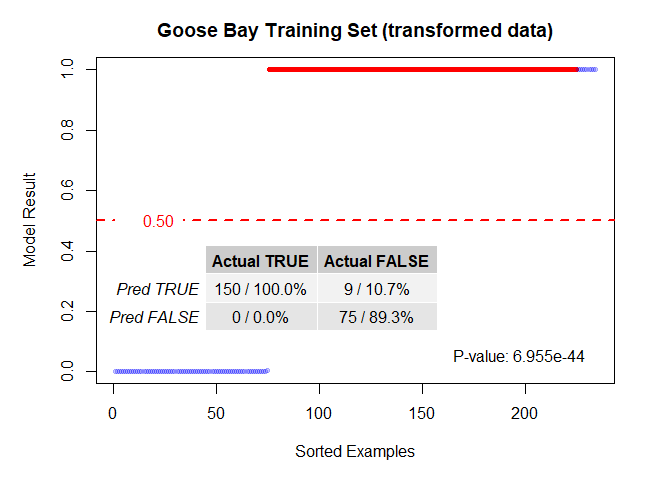 Goose Bay Training Set (transformed data)
Model Result
1.0
0.8
0.6
0.4
0.2
0.0
0.50
Actual TRUE Actual FALSE
Pred TRUE 150 / 100.0% 9 / 10.7%
Pred FALSE 0 / 0.0% 75 / 89.3%
P-value: 6.955e-44
0 50 100 150 200
Sorted Examples